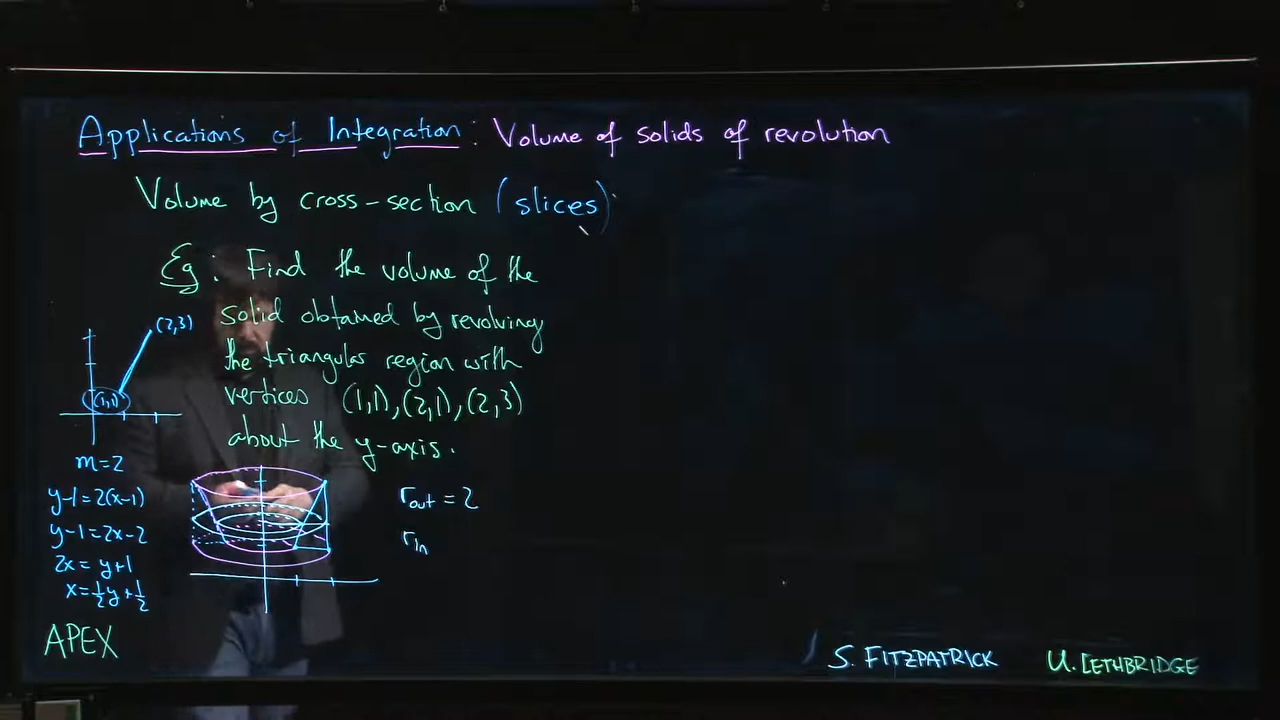 Applications of Integration: Volume of solids of revolution
Volume by cross-section (slices)
Eg: Find the volume of the
solid obtained by revolving
the triangular region with
vertices (1,1), (2,1), (2,3)
about the y-axis.
(2,3)
(1,1)
m=2
y-1=2(x-1)
y-1=2x-2
2x=y+1
x=½y+½
r_out = 2
r_in
APEX
S. FITZPATRICK
U. LETHBRIDGE